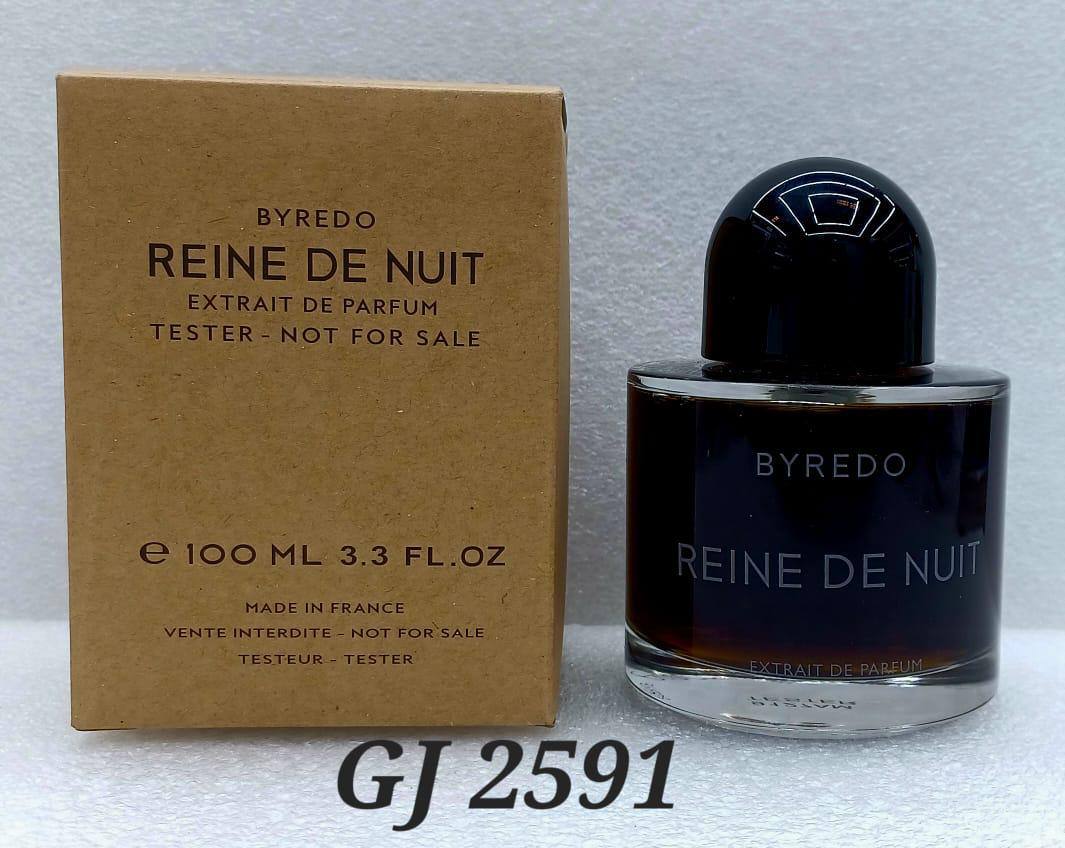 BYREDO
REINE DE NUIT
EXTRAIT DE PARFUM
TESTER - NOT FOR SALE
e 100 ML 3.3 FL.OZ
MADE IN FRANCE
VENTE INTERDITE - NOT FOR SALE
TESTEUR - TESTER
BYREDO
REINE DE NUIT
EXTRAIT DE PARFUM
GJ 2591